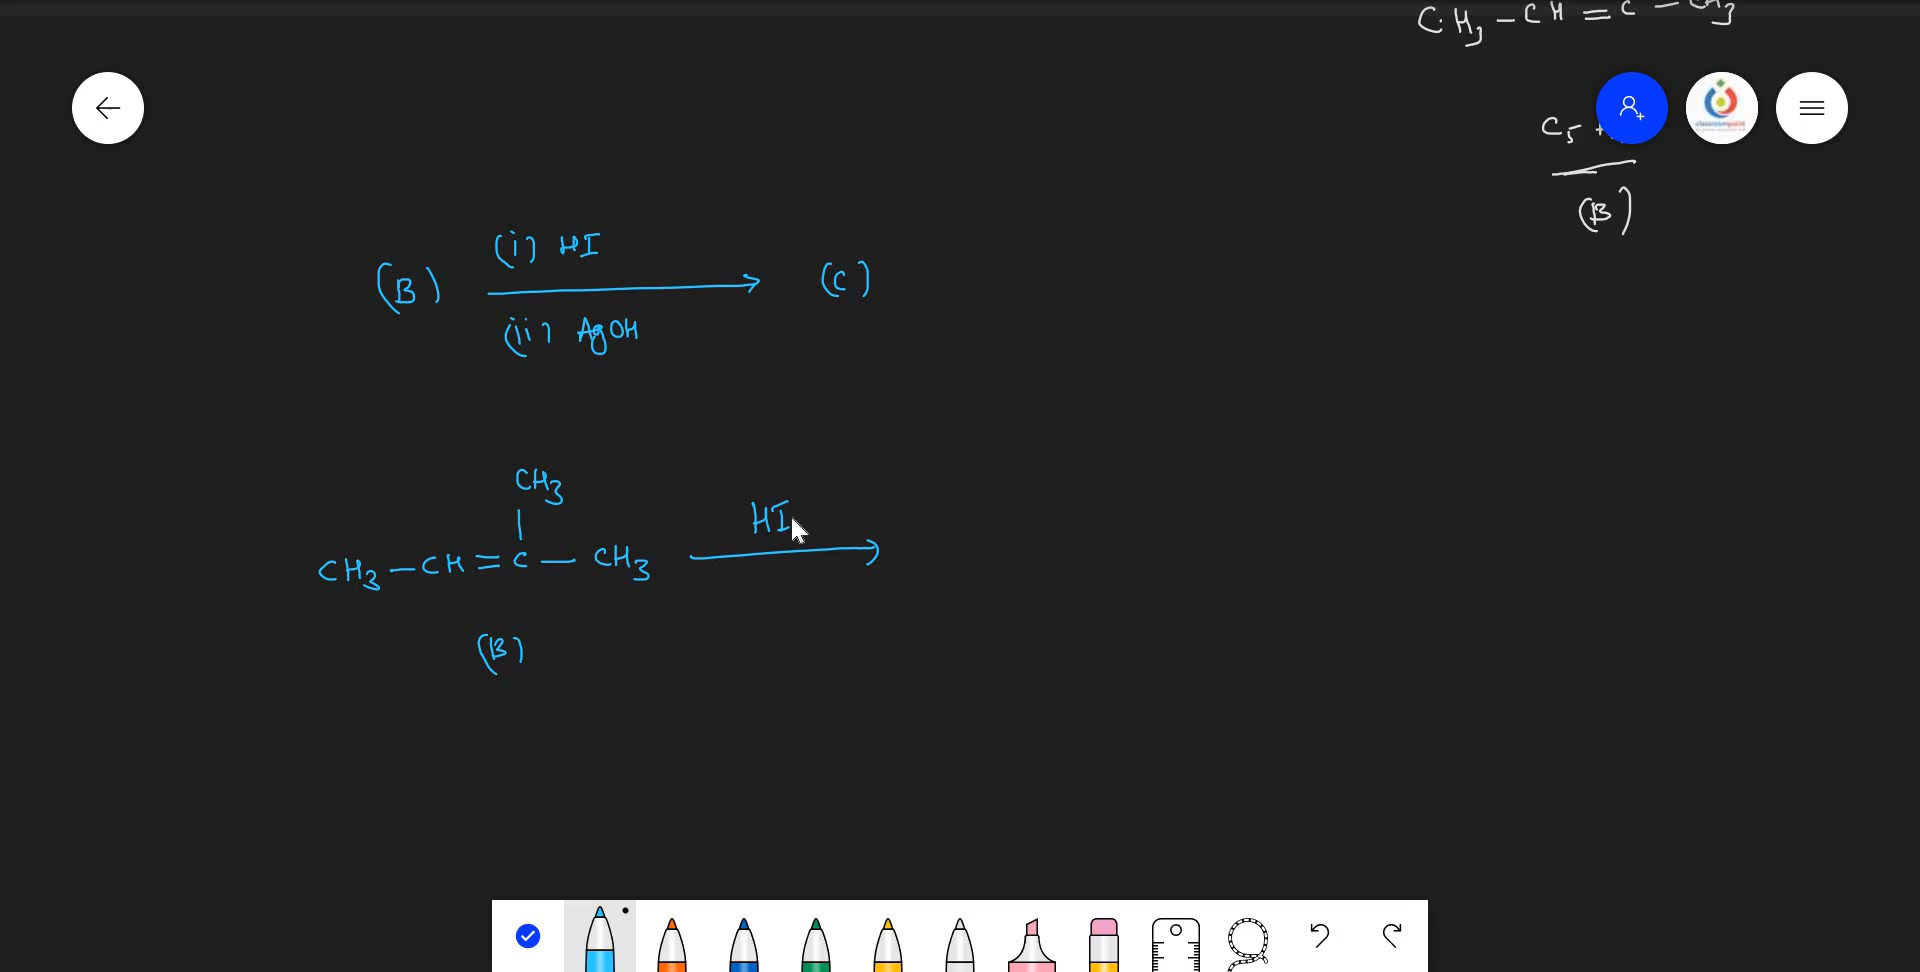 CH3 - CH = C - CH3
C5
(B)
(i) HI
(B) → (C)
(ii) AgOH
CH3
|
CH3 - CH = C - CH3 → HI
(B)